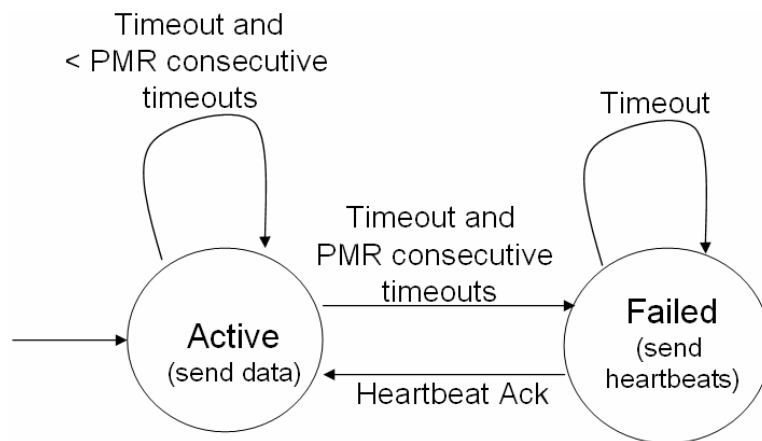 Timeout and
< PMR consecutive
timeouts
Timeout
Timeout and
PMR consecutive
timeouts
Active
(send data)
Failed
(send
heartbeats)
Heartbeat Ack